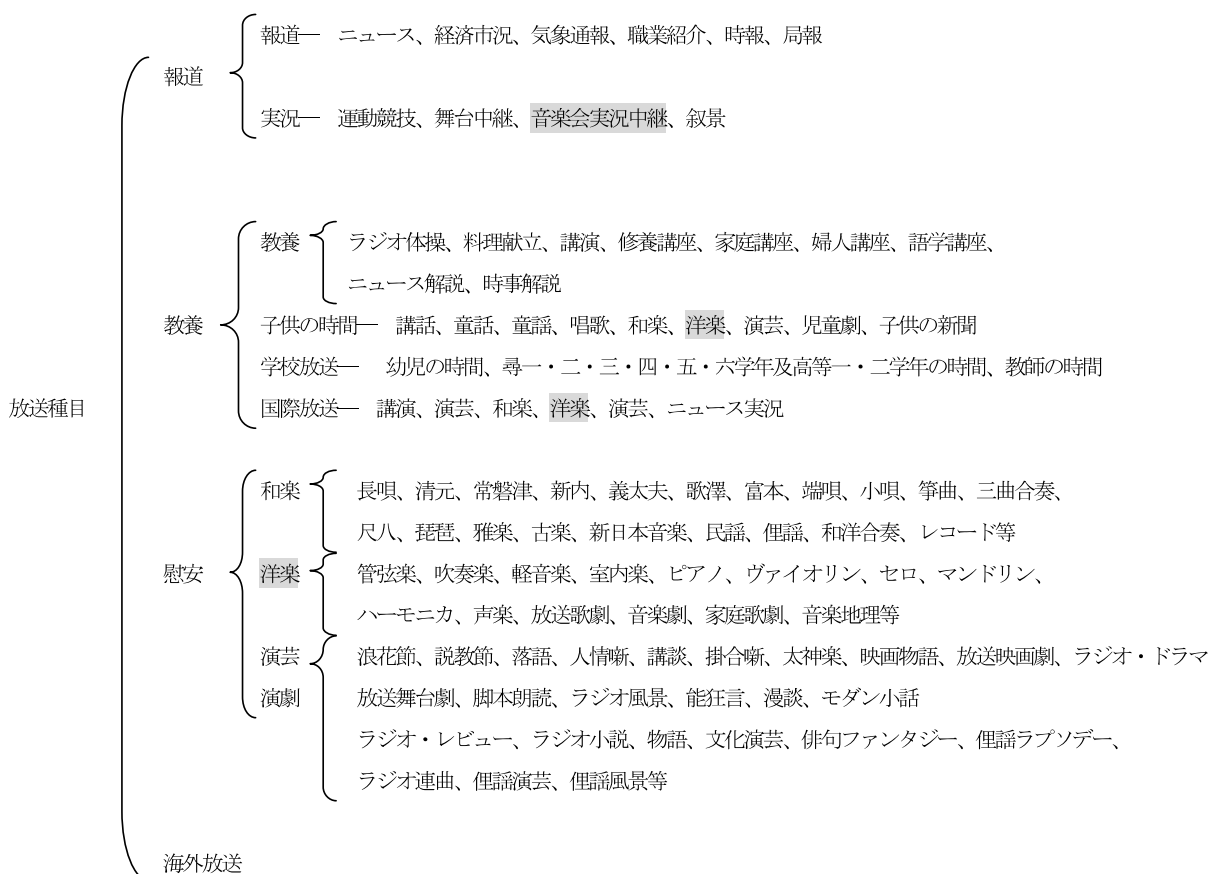 報道― ニュース、経済市況、気象通報、職業紹介、時報、局報
報道
実況― 運動競技、舞台中継、音楽会実況中継、叙景
教養 ラジオ体操、料理献立、講演、修養講座、家庭講座、婦人講座、語学講座、
ニュース解説、時事解説
教養 子供の時間― 講話、童話、童謡、唱歌、和楽、洋楽、演芸、児童劇、子供の新聞
学校放送― 幼児の時間、尋一・二・三・四・五・六学年及高等一・二学年の時間、教師の時間
放送種目 国際放送― 講演、演芸、和楽、洋楽、演芸、ニュース実況
和楽 長唄、清元、常磐津、新内、義太夫、歌澤、富本、端唄、小唄、箏曲、三曲合奏、
尺八、琵琶、雅楽、古楽、新日本音楽、民謡、俚謡、和洋合奏、レコード等
慰安 洋楽 管弦楽、吹奏楽、軽音楽、室内楽、ピアノ、ヴァイオリン、セロ、マンドリン、
ハーモニカ、声楽、放送歌劇、音楽劇、家庭歌劇、音楽地理等
演芸 浪花節、説教節、落語、人情噺、講談、掛合噺、太神楽、映画物語、放送映画劇、ラジオ・ドラマ
演劇 放送舞台劇、脚本朗読、ラジオ風景、能狂言、漫談、モダン小話
ラジオ・レビュー、ラジオ小説、物語、文化演芸、俳句ファンタジー、俚謡ラプソデー、
ラジオ連曲、俚謡演芸、俚謡風景等
海外放送